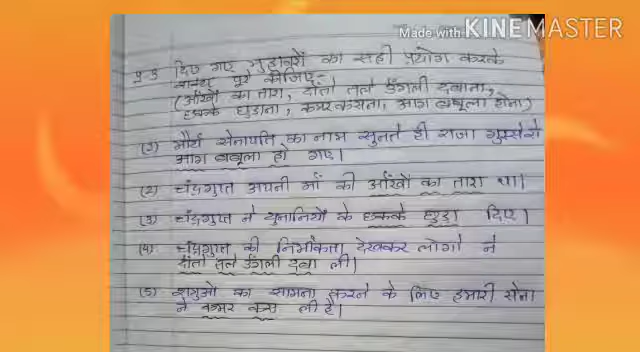 Made with KINEMASTER
प्र-3 दिए गए मुहावरों का सही प्रयोग करके
वाक्य पूरे कीजिए-
(आँखों का तारा, दाँतो तले उँगली दबाना,
छक्के छुड़ाना, कमर कसना, आग बबूला होना)
(1) मौर्य सेनापति का नाम सुनते ही राजा गुस्से से
आग बबूला हो गए।
(2) चंद्रगुप्त अपनी माँ की आँखों का तारा था।
(3) चंद्रगुप्त ने यूनानियों के छक्के छुड़ा दिए।
(4) चंद्रगुप्त की निर्भीकता देखकर लोगो ने
दाँतो तले उँगली दबा ली।
(5) शत्रुओ का सामना करने के लिए हमारी सेना
ने कमर कस ली है।